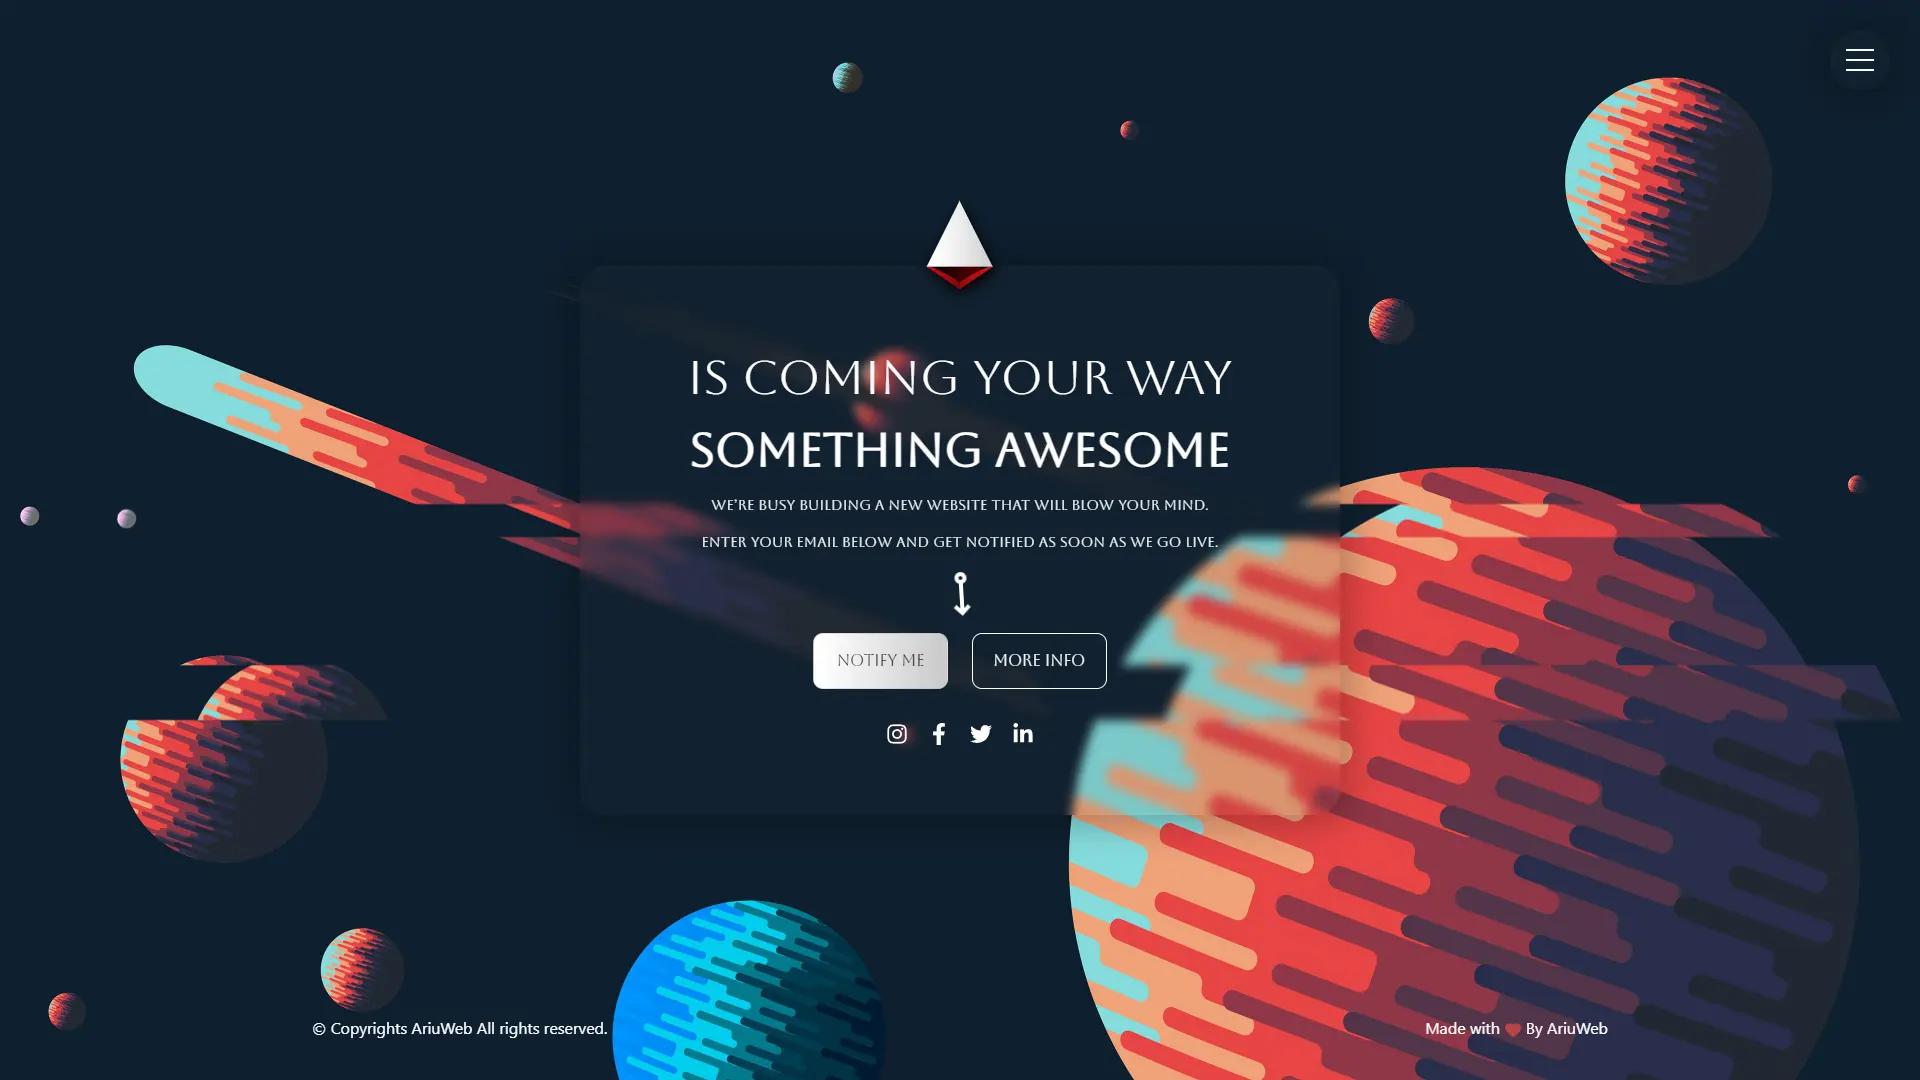 IS COMING YOUR WAY
SOMETHING AWESOME
WE'RE BUSY BUILDING A NEW WEBSITE THAT WILL BLOW YOUR MIND.
ENTER YOUR EMAIL BELOW AND GET NOTIFIED AS SOON AS WE GO LIVE.
NOTIFY ME
MORE INFO
© Copyrights AriuWeb All rights reserved.
Made with ❤ By AriuWeb